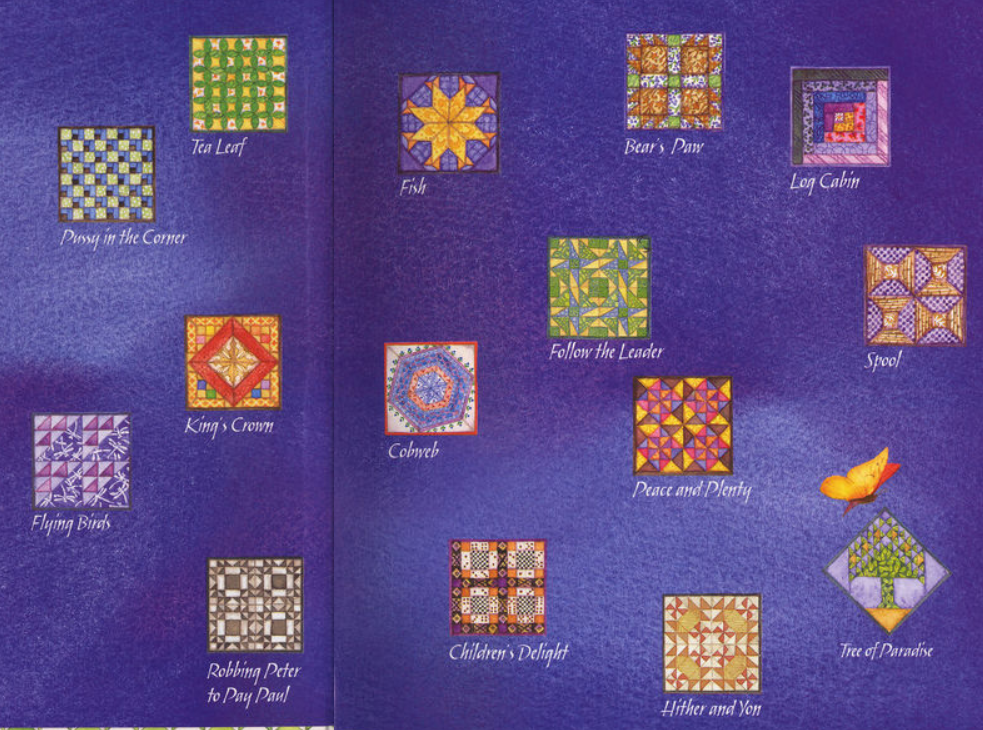 Tea Leaf
Pussy in the Corner
King's Crown
Flying Birds
Robbing Peter
to Pay Paul
Fish
Bear's Paw
Log Cabin
Follow the Leader
Spool
Cobweb
Peace and Plenty
Children's Delight
Tree of Paradise
Hither and Yon